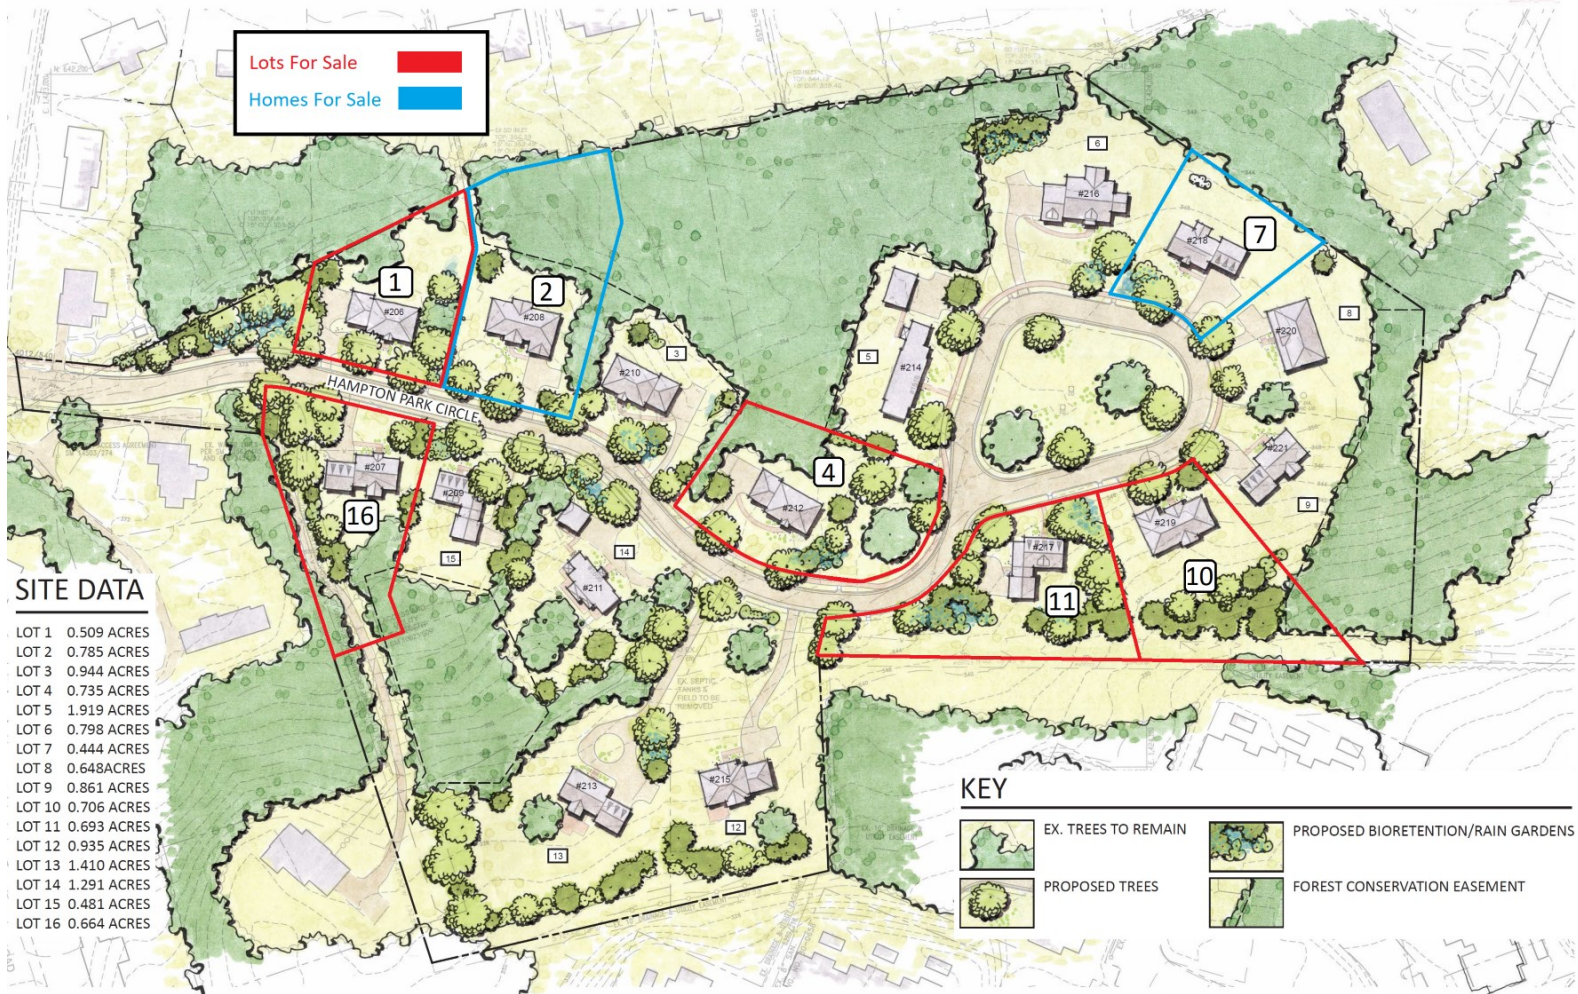 Lots For Sale
Homes For Sale
6
#216
7
#218
1
#206
2
#208
8
#220
3
#210
5
#214
HAMPTON PARK CIRCLE
4
#212
#207
16
#209
15
14
#211
#221
9
#219
10
#217
11
SITE DATA
LOT 1 0.509 ACRES
LOT 2 0.785 ACRES
LOT 3 0.944 ACRES
LOT 4 0.735 ACRES
LOT 5 1.919 ACRES
LOT 6 0.798 ACRES
LOT 7 0.444 ACRES
LOT 8 0.648ACRES
LOT 9 0.861 ACRES
LOT 10 0.706 ACRES
LOT 11 0.693 ACRES
LOT 12 0.935 ACRES
LOT 13 1.410 ACRES
LOT 14 1.291 ACRES
LOT 15 0.481 ACRES
LOT 16 0.664 ACRES
EX. SEPTIC
TANKS &
FIELD TO BE
REMOVED
#213
#215
12
13
KEY
EX. TREES TO REMAIN
PROPOSED BIORETENTION/RAIN GARDENS
PROPOSED TREES
FOREST CONSERVATION EASEMENT